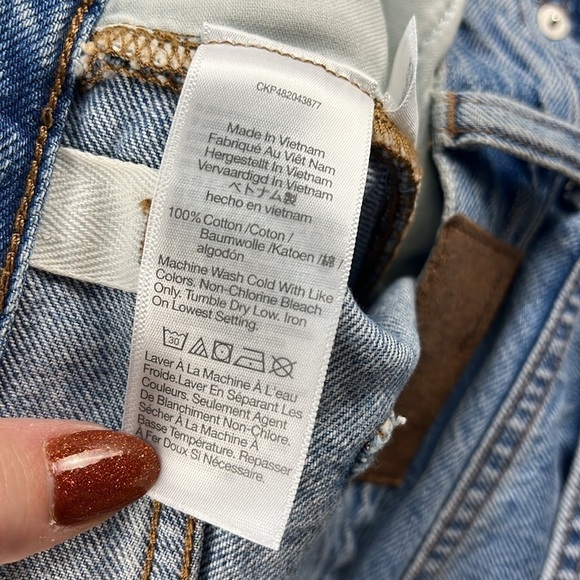 CKP482043877
Made In Vietnam
Fabriqué Au Viêt Nam
Hergestellt In Vietnam
Vervaardigd In Vietnam
ベトナム製
hecho en vietnam
100% Cotton /Coton /
Baumwolle /Katoen /綿/
algodón
Machine Wash Cold With Like
Colors. Non-Chlorine Bleach
Only. Tumble Dry Low. Iron
On Lowest Setting.
30
Laver À La Machine À L'eau
Froide.Laver En Séparant Les
Couleurs. Seulement Agent
De Blanchiment Non-Chlore.
Sécher À La Machine À
Basse Température. Repasser
À Fer Doux Si Nécessaire.